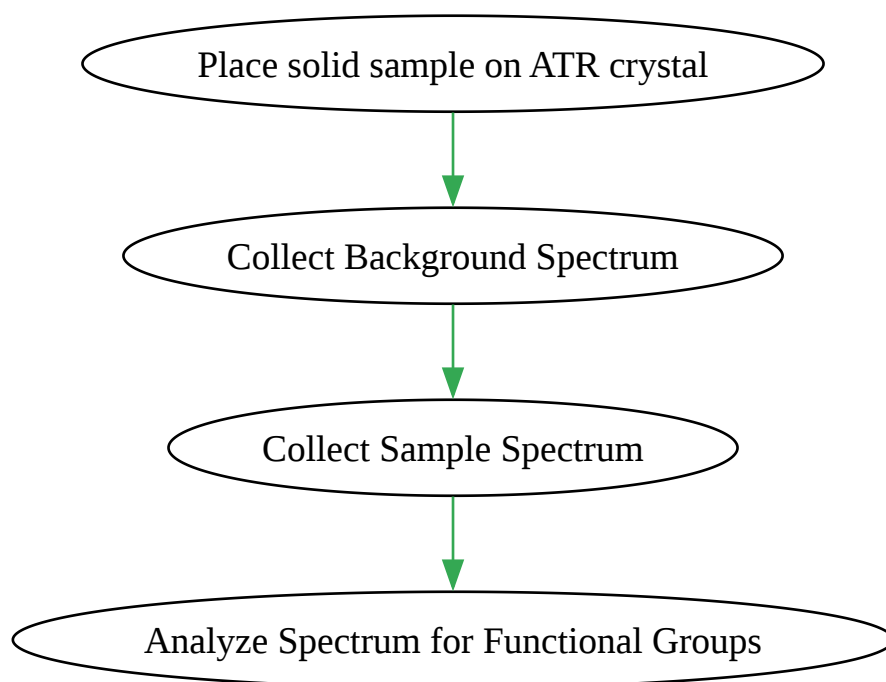 Place solid sample on ATR crystal
Collect Background Spectrum
Collect Sample Spectrum
Analyze Spectrum for Functional Groups